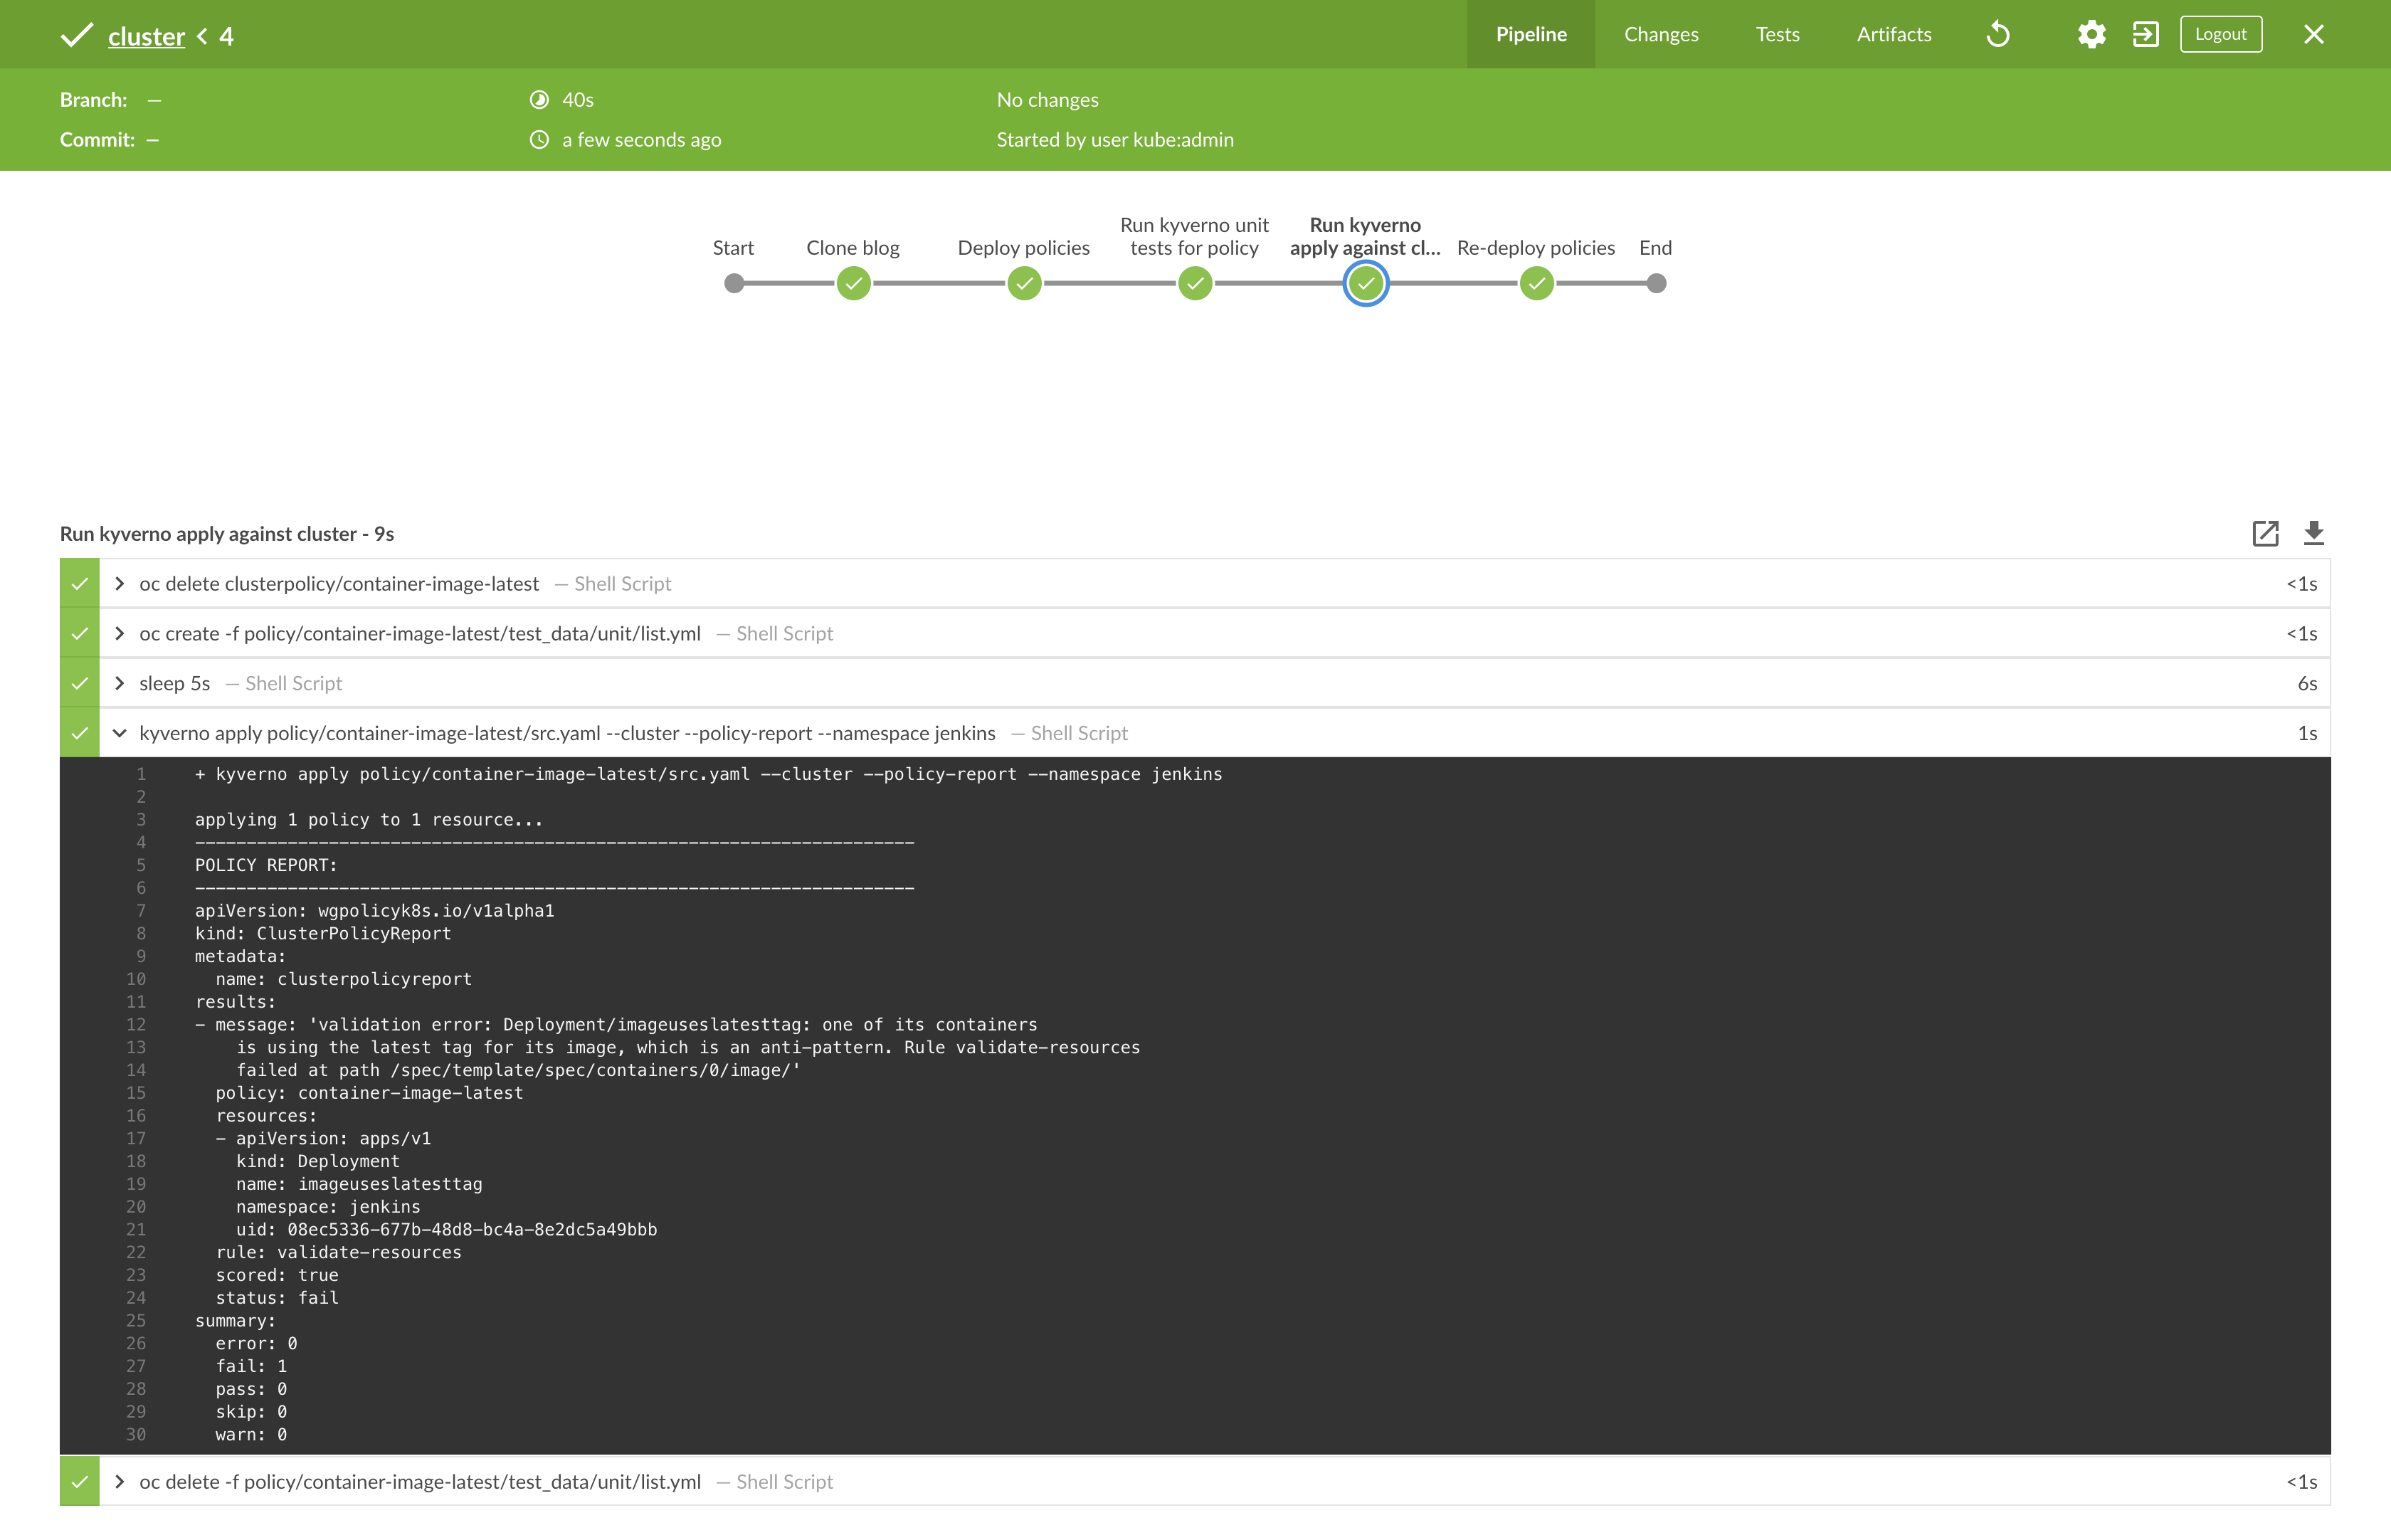 cluster < 4
Pipeline Changes Tests Artifacts Logout
Branch: — 40s No changes
Commit: — a few seconds ago Started by user kube:admin
Start
Clone blog
Deploy policies
Run kyverno unit
tests for policy
Run kyverno
apply against cl...
Re-deploy policies
End
Run kyverno apply against cluster - 9s
oc delete clusterpolicy/container-image-latest — Shell Script <1s
oc create -f policy/container-image-latest/test_data/unit/list.yml — Shell Script <1s
sleep 5s — Shell Script 6s
kyverno apply policy/container-image-latest/src.yaml --cluster --policy-report --namespace jenkins — Shell Script 1s
1 + kyverno apply policy/container-image-latest/src.yaml --cluster --policy-report --namespace jenkins
2
3 applying 1 policy to 1 resource...
4 ----------------------------------------------------------------------
5 POLICY REPORT:
6 ----------------------------------------------------------------------
7 apiVersion: wgpolicyk8s.io/v1alpha1
8 kind: ClusterPolicyReport
9 metadata:
10   name: clusterpolicyreport
11 results:
12 - message: 'validation error: Deployment/imageuseslatesttag: one of its containers
13     is using the latest tag for its image, which is an anti-pattern. Rule validate-resources
14     failed at path /spec/template/spec/containers/0/image/'
15   policy: container-image-latest
16   resources:
17   - apiVersion: apps/v1
18     kind: Deployment
19     name: imageuseslatesttag
20     namespace: jenkins
21     uid: 08ec5336-677b-48d8-bc4a-8e2dc5a49bbb
22   rule: validate-resources
23   scored: true
24   status: fail
25 summary:
26   error: 0
27   fail: 1
28   pass: 0
29   skip: 0
30   warn: 0
oc delete -f policy/container-image-latest/test_data/unit/list.yml — Shell Script <1s